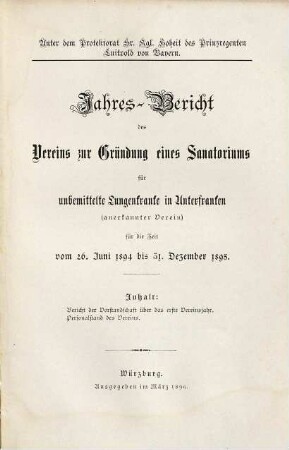 Unter dem Protektorat Sr. Kgl. Hoheit des Prinzregenten
Luitpold von Bayern.
Jahres-Bericht
des
Vereins zur Gründung eines Sanatoriums
für
unbemittelte Lungenkranke in Unterfranken
(anerkannter Verein)
für die Zeit
vom 26. Juni 1894 bis 31. Dezember 1895.
Inhalt:
Bericht der Vorstandschaft über das erste Vereinsjahr.
Personalstand des Vereins.
Würzburg.
Ausgegeben im März 1896.